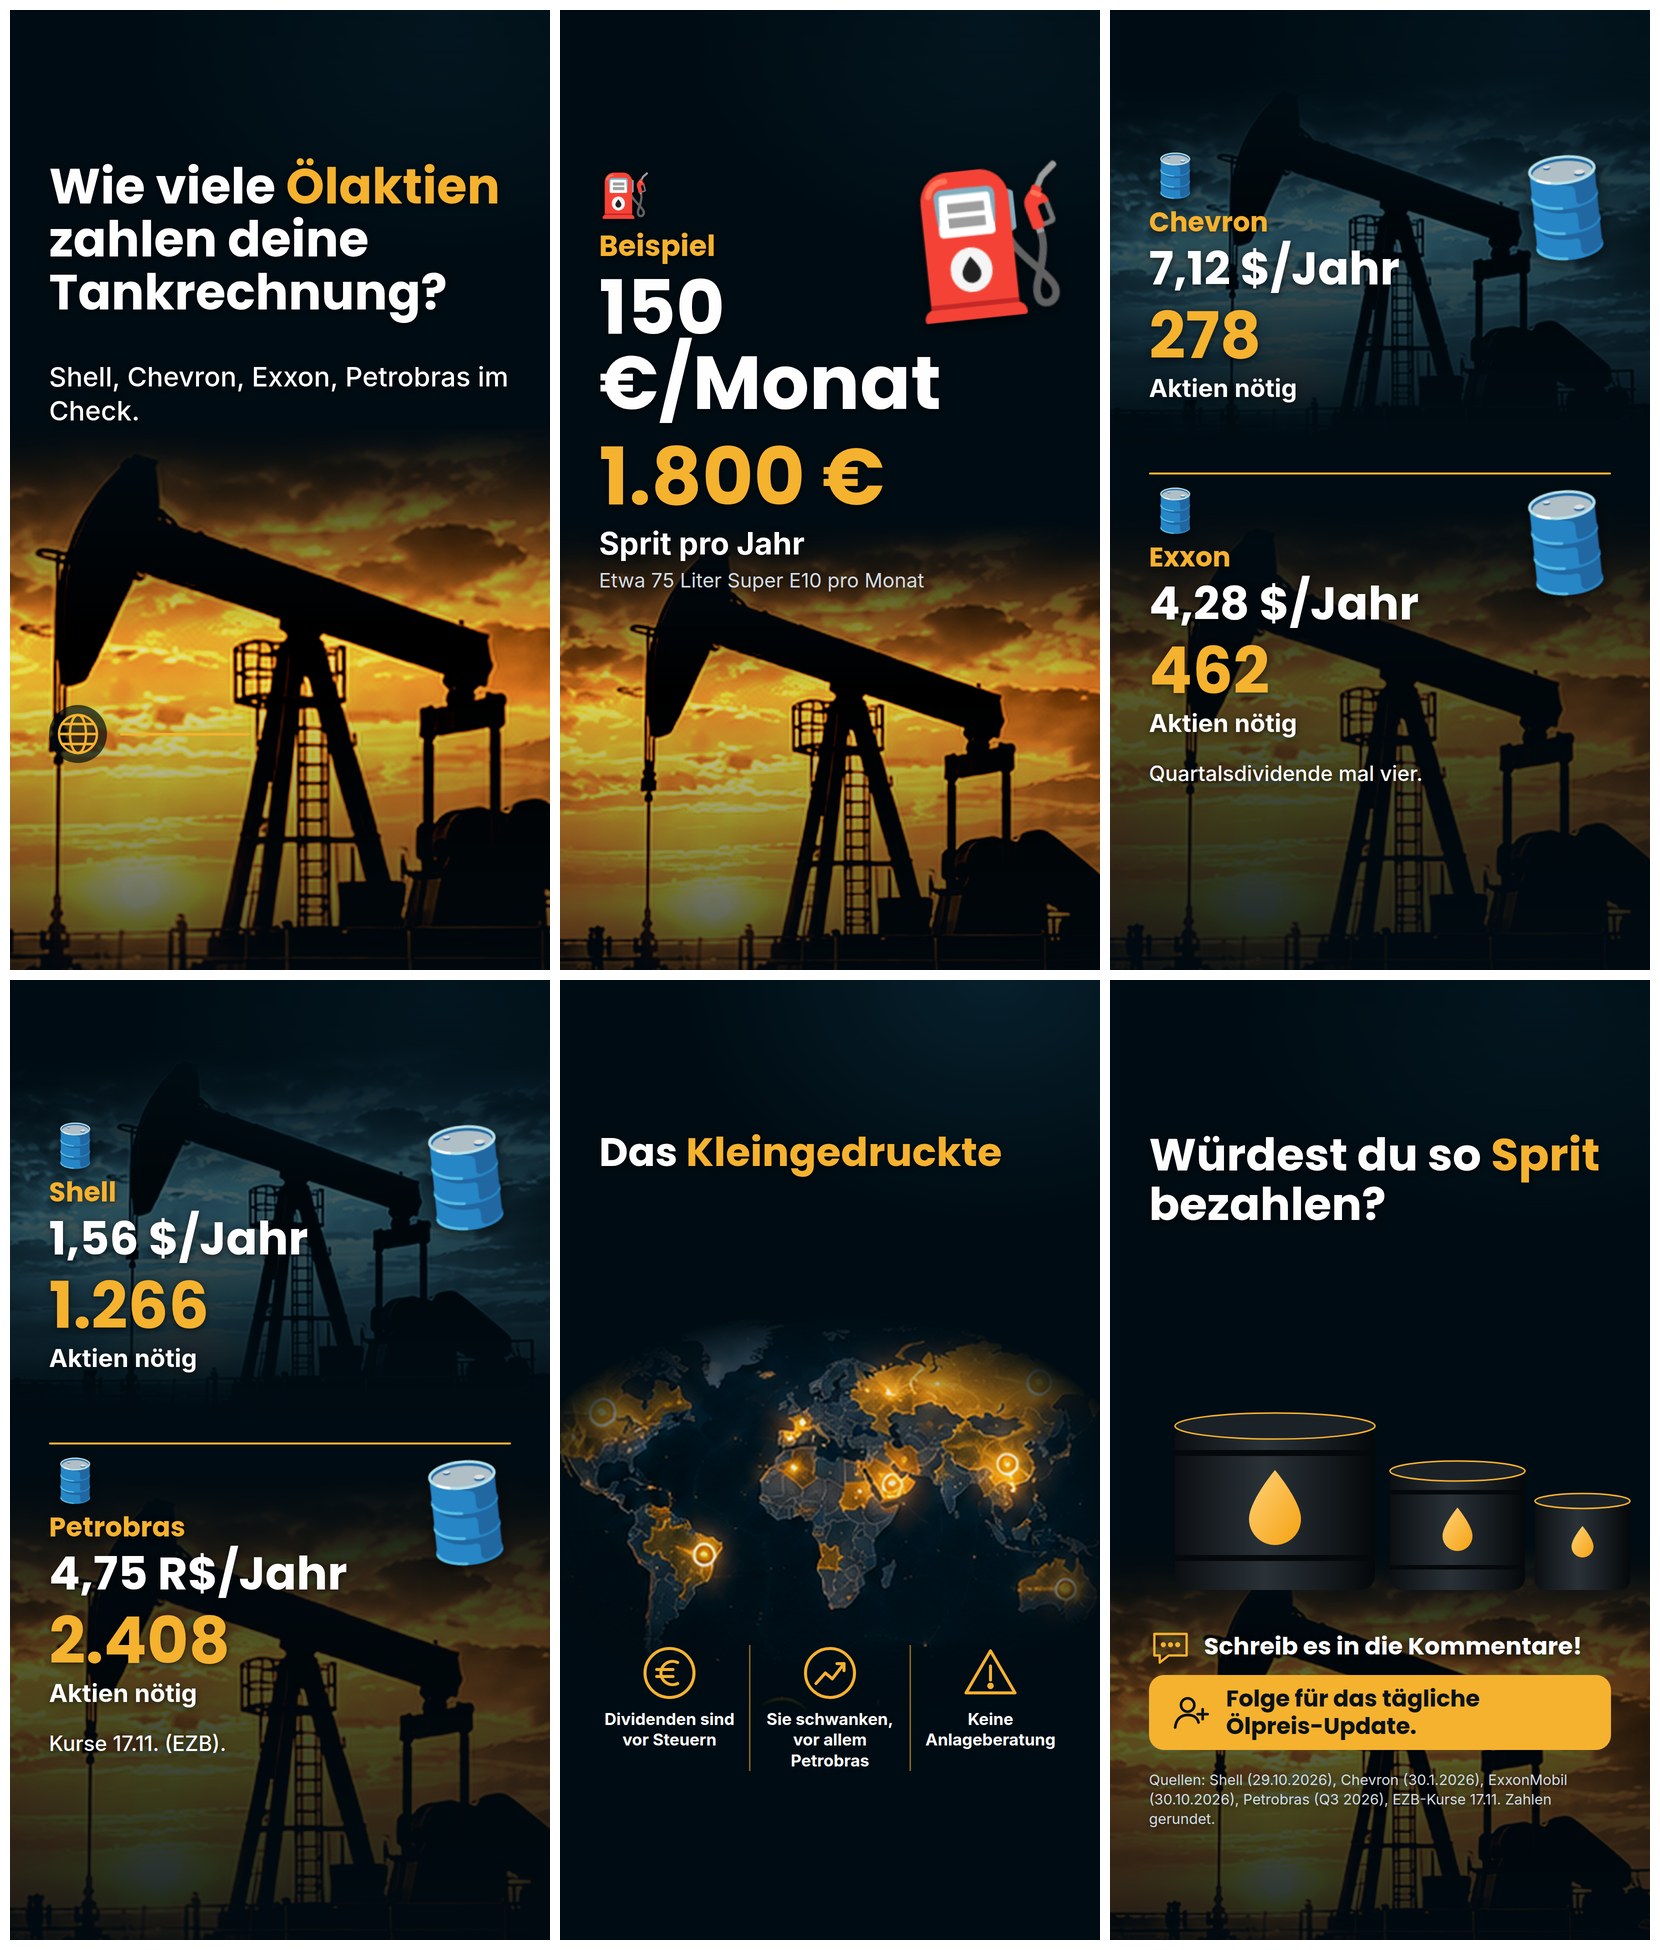 Wie viele Ölaktien
zahlen deine
Tankrechnung?
Shell, Chevron, Exxon, Petrobras im
Check.
Beispiel
150
€/Monat
1.800 €
Sprit pro Jahr
Etwa 75 Liter Super E10 pro Monat
Chevron
7,12 $/Jahr
278
Aktien nötig
Exxon
4,28 $/Jahr
462
Aktien nötig
Quartalsdividende mal vier.
Shell
1,56 $/Jahr
1.266
Aktien nötig
Petrobras
4,75 R$/Jahr
2.408
Aktien nötig
Kurse 17.11. (EZB).
Das Kleingedruckte
Dividenden sind
vor Steuern
Sie schwanken,
vor allem
Petrobras
Keine
Anlageberatung
Würdest du so Sprit
bezahlen?
Schreib es in die Kommentare!
Folge für das tägliche
Ölpreis-Update.
Quellen: Shell (29.10.2026), Chevron (30.1.2026), ExxonMobil
(30.10.2026), Petrobras (Q3 2026), EZB-Kurse 17.11. Zahlen
gerundet.